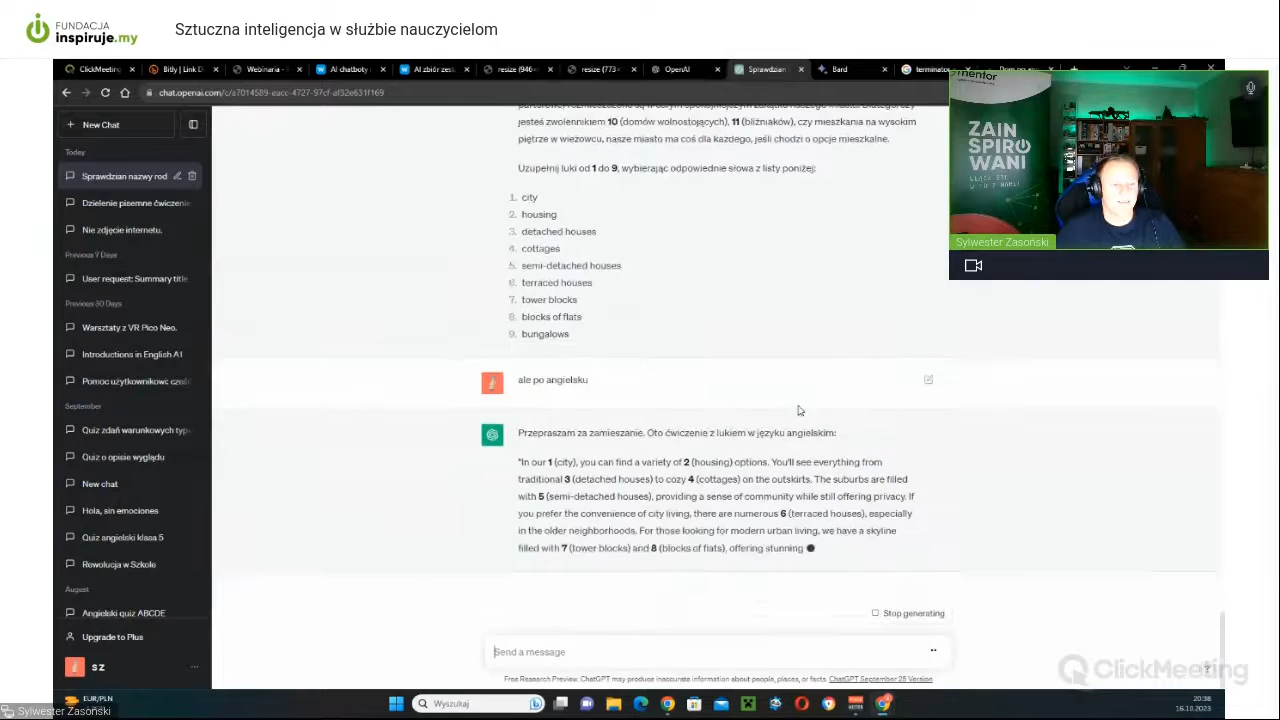 FUNDACJA
inspiruje.my
Sztuczna inteligencja w służbie nauczycielom
ClickMeeting
Bitly | Link D
Webinaria -
AI chatboty
AI zbiór zes
resize (946×
resize (773×
OpenAI
Sprawdzian
Bard
terminator
chat.openai.com/c/a7014589-eucc-4727-97cf-af32e631f169
New Chat
Today
Sprawdzian nazwy rod
Dzielenie pisemne ćwiczenie
Nie zdjęcie internetu.
Previous 7 Days
User request: Summary title
Previous 30 Days
Warsztaty z VR Pico Neo.
Introductions in English A1
Pomoc użytkownikowa: cześć
September
Quiz zdań warunkowych typ
Quiz o opisie wyglądu
New chat
Hola, sin emociones
Quiz angielski klasa 5
Rewolucja w Szkole
August
Angielski quiz ABCDE
Upgrade to Plus
SZ
jesteś zwolennikiem 10 (domów wolnostojących), 11 (bliźniaków), czy mieszkania na wysokim
piętrze w wieżowcu, nasze miasto ma coś dla każdego, jeśli chodzi o opcje mieszkalne.
Uzupełnij luki od 1 do 9, wybierając odpowiednie słowa z listy poniżej:
1. city
2. housing
3. detached houses
4. cottages
5. semi-detached houses
6. terraced houses
7. tower blocks
8. blocks of flats
9. bungalows
ale po angielsku
Przepraszam za zamieszanie. Oto ćwiczenie z lukiem w języku angielskim:
"In our 1 (city), you can find a variety of 2 (housing) options. You'll see everything from
traditional 3 (detached houses) to cozy 4 (cottages) on the outskirts. The suburbs are filled
with 5 (semi-detached houses), providing a sense of community while still offering privacy. If
you prefer the convenience of city living, there are numerous 6 (terraced houses), especially
in the older neighborhoods. For those looking for modern urban living, we have a skyline
filled with 7 (tower blocks) and 8 (blocks of flats), offering stunning
Stop generating
Send a message
Free Research Preview. ChatGPT may produce inaccurate information about people, places, or facts. ChatGPT September 25 Version
mentor
ZAIN
SPIRO
WANI
Sylwester Zasoński
ClickMeeting
EUR/PLN
Wyszukaj
20:38
16.10.2023
Sylwester Zasoński